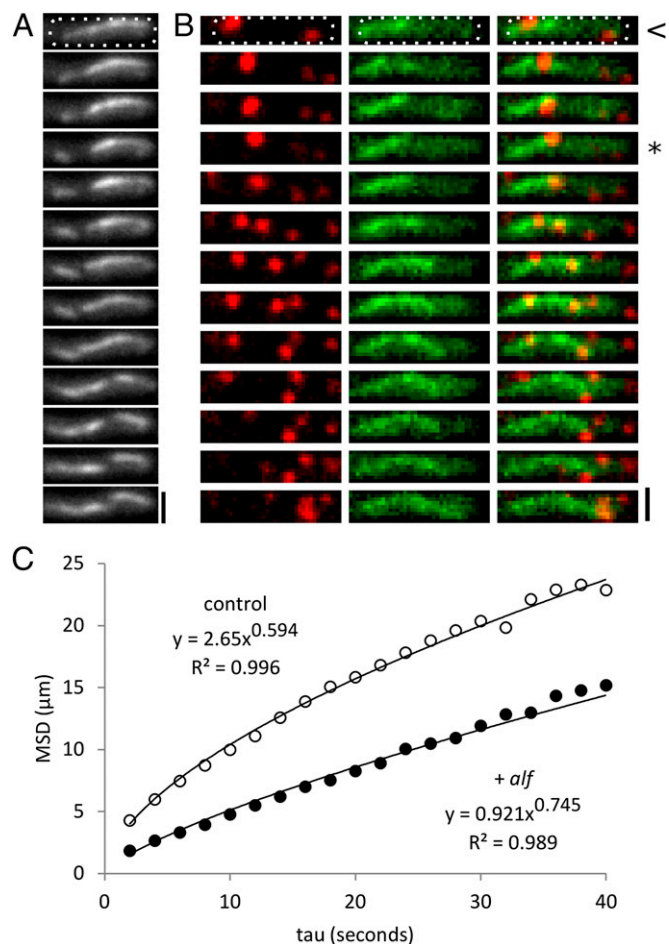 A
B
<
*
C
25
20
15
10
5
0
MSD (μm)
control
y = 2.65x^0.594
R² = 0.996
+ alf
y = 0.921x^0.745
R² = 0.989
0 10 20 30 40
tau (seconds)